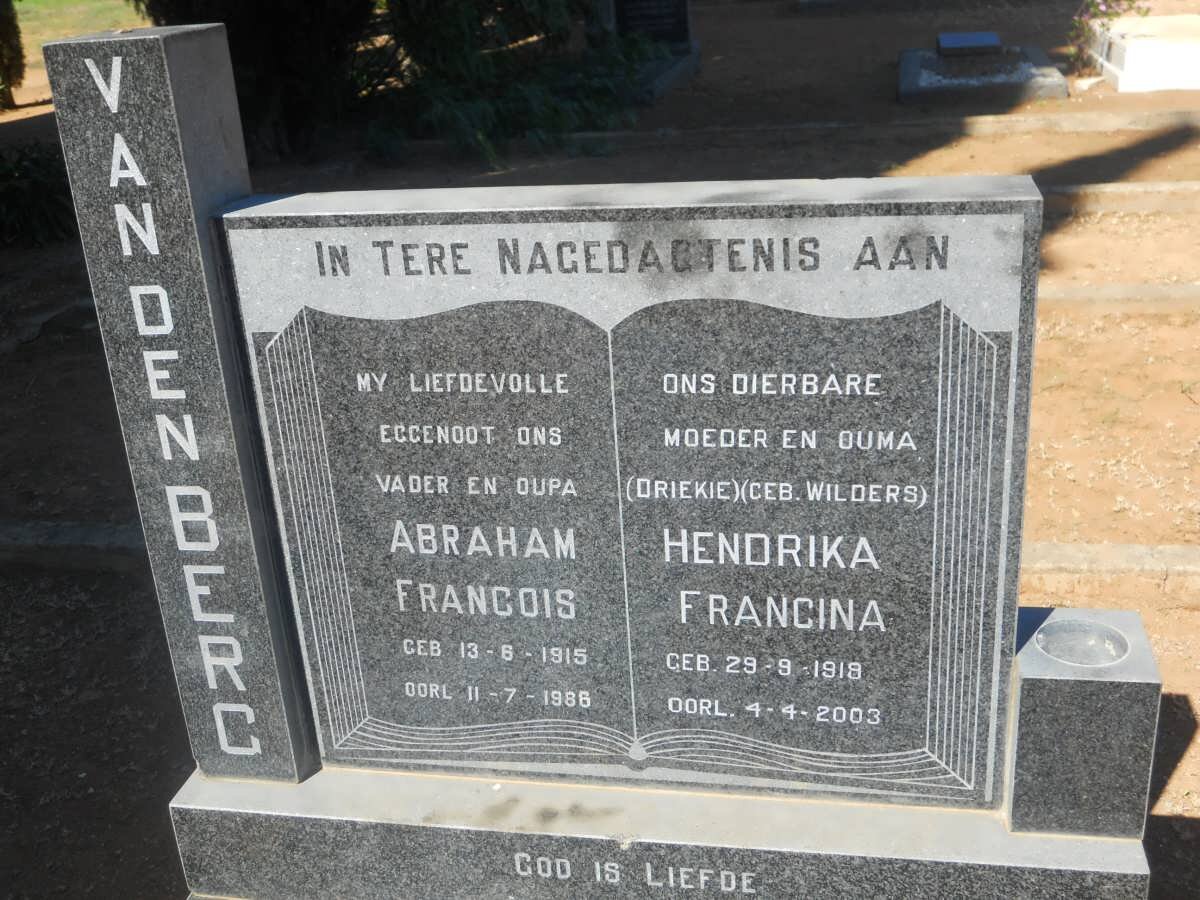 VAN DEN BERG
IN TERE NAGEDAGTENIS AAN
MY LIEFDEVOLLE
EGGENOOT ONS
VADER EN OUPA
ABRAHAM
FRANCOIS
GEB 13-6-1915
OORL 11-7-1986
ONS DIERBARE
MOEDER EN OUMA
(DRIEKIE)(GEB. WILDERS)
HENDRIKA
FRANCINA
GEB. 29-9-1918
OORL. 4-4-2003
GOD IS LIEFDE